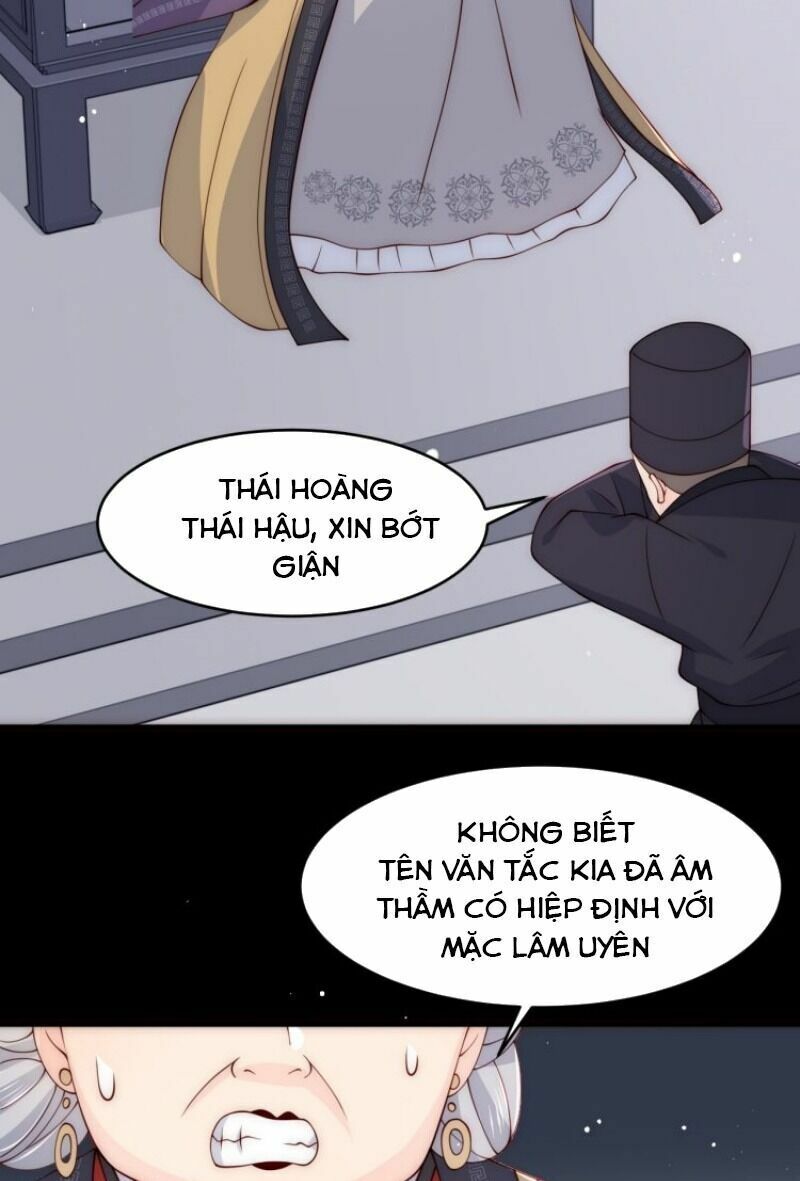 THÁI HOÀNG
THÁI HẬU, XIN BỚT
GIẬN
KHÔNG BIẾT
TÊN VĂN TẮC KIA ĐÃ ÂM
THẦM CÓ HIỆP ĐỊNH VỚI
MẶC LÂM UYÊN